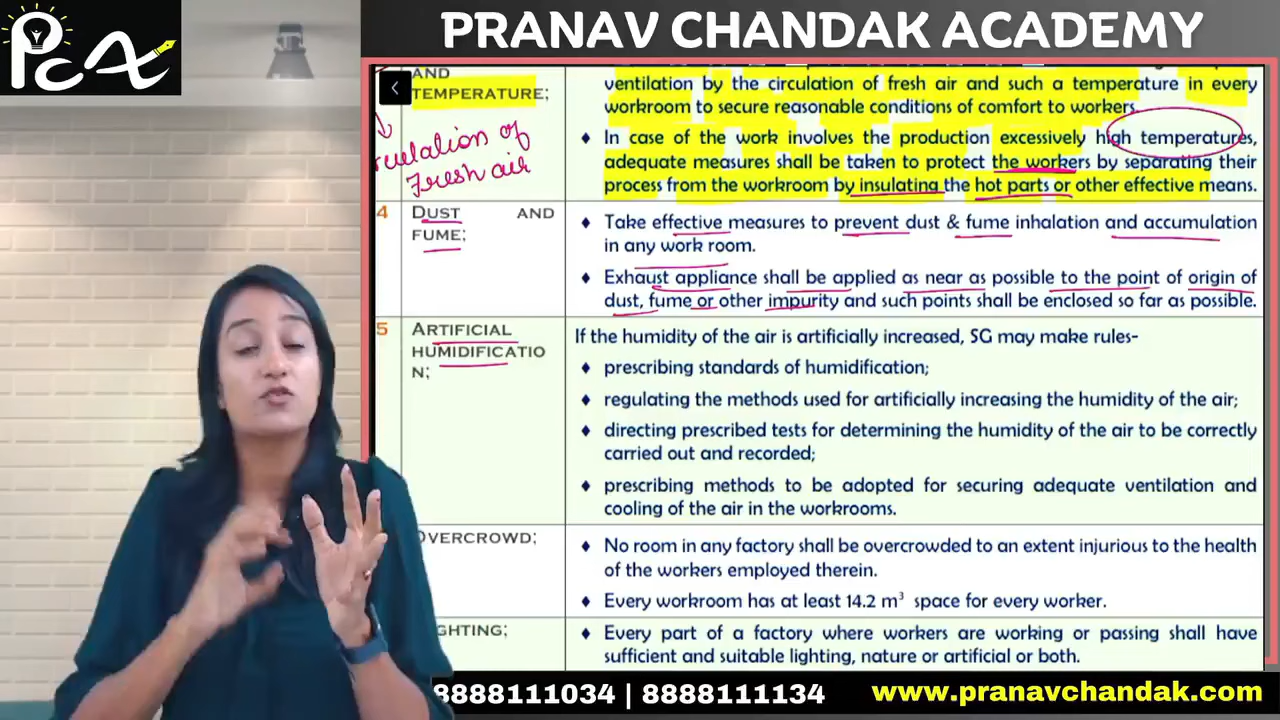 PCA
PRANAV CHANDAK ACADEMY
AND
TEMPERATURE;
ventilation by the circulation of fresh air and such a temperature in every
workroom to secure reasonable conditions of comfort to workers.
of
Fresh air
♦ In case of the work involves the production excessively high temperatures,
adequate measures shall be taken to protect the workers by separating their
process from the workroom by insulating the hot parts or other effective means.
4 DUST AND
FUME;
♦ Take effective measures to prevent dust & fume inhalation and accumulation
in any work room.
♦ Exhaust appliance shall be applied as near as possible to the point of origin of
dust, fume or other impurity and such points shall be enclosed so far as possible.
5 ARTIFICIAL
HUMIDIFICATIO
N;
If the humidity of the air is artificially increased, SG may make rules-
♦ prescribing standards of humidification;
♦ regulating the methods used for artificially increasing the humidity of the air;
♦ directing prescribed tests for determining the humidity of the air to be correctly
carried out and recorded;
♦ prescribing methods to be adopted for securing adequate ventilation and
cooling of the air in the workrooms.
OVERCROWD;
♦ No room in any factory shall be overcrowded to an extent injurious to the health
of the workers employed therein.
♦ Every workroom has at least 14.2 m³ space for every worker.
GHTING;
♦ Every part of a factory where workers are working or passing shall have
sufficient and suitable lighting, nature or artificial or both.
8888111034 | 8888111134
www.pranavchandak.com